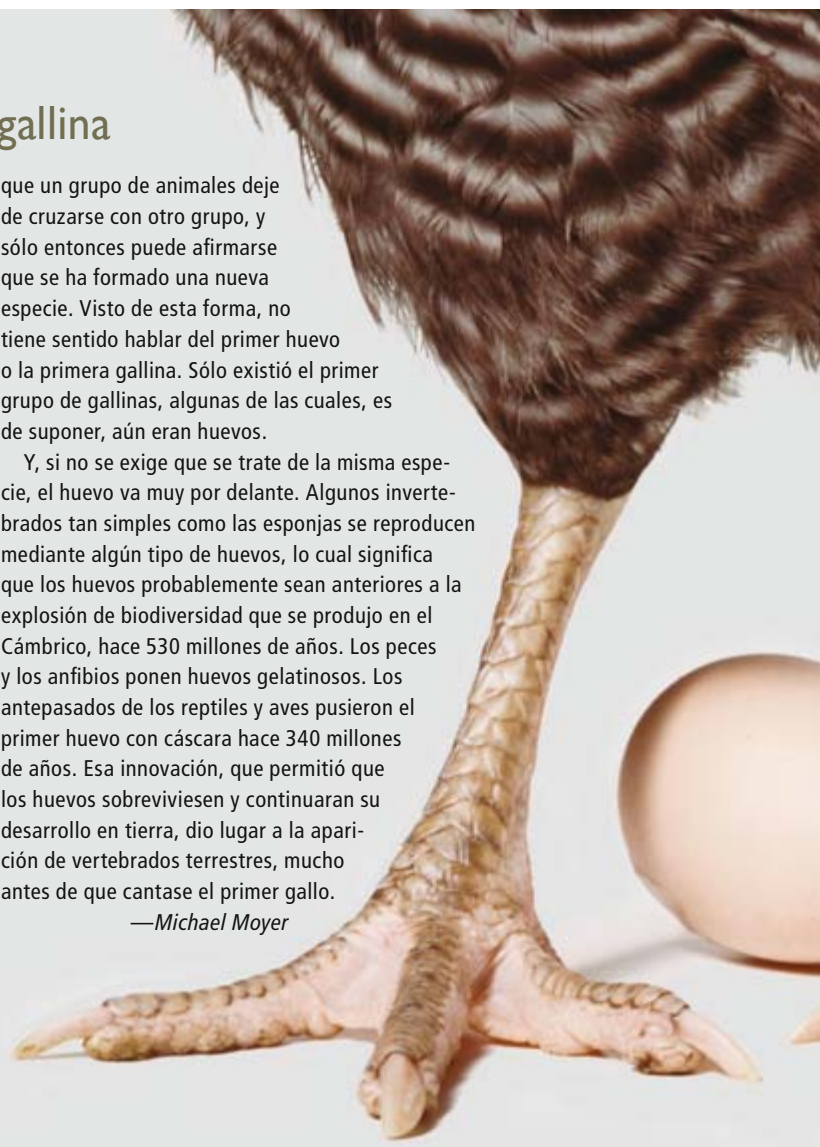 gallina
que un grupo de animales deje
de cruzarse con otro grupo, y
sólo entonces puede afirmarse
que se ha formado una nueva
especie. Visto de esta forma, no
tiene sentido hablar del primer huevo
o la primera gallina. Sólo existió el primer
grupo de gallinas, algunas de las cuales, es
de suponer, aún eran huevos.
Y, si no se exige que se trate de la misma espe-
cie, el huevo va muy por delante. Algunos inverte-
brados tan simples como las esponjas se reproducen
mediante algún tipo de huevos, lo cual significa
que los huevos probablemente sean anteriores a la
explosión de biodiversidad que se produjo en el
Cámbrico, hace 530 millones de años. Los peces
y los anfibios ponen huevos gelatinosos. Los
antepasados de los reptiles y aves pusieron el
primer huevo con cáscara hace 340 millones
de años. Esa innovación, que permitió que
los huevos sobreviviesen y continuaran su
desarrollo en tierra, dio lugar a la apari-
ción de vertebrados terrestres, mucho
antes de que cantase el primer gallo.
—Michael Moyer